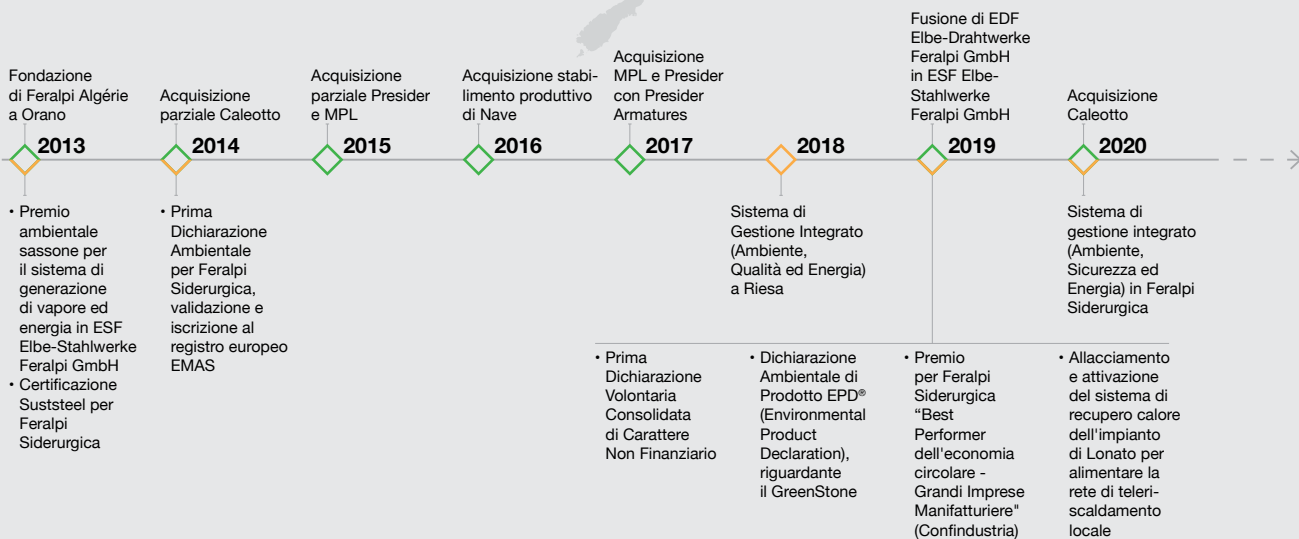 Fondazione
di Feralpi Algérie
a Orano
2013
• Premio
ambientale
sassone per
il sistema di
generazione
di vapore ed
energia in ESF
Elbe-Stahlwerke
Feralpi GmbH
• Certificazione
Suststeel per
Feralpi
Siderurgica
Acquisizione
parziale Caleotto
2014
• Prima
Dichiarazione
Ambientale
per Feralpi
Siderurgica,
validazione e
iscrizione al
registro europeo
EMAS
Acquisizione
parziale Presider
e MPL
2015
Acquisizione stabi-
limento produttivo
di Nave
2016
Acquisizione
MPL e Presider
con Presider
Armatures
2017
2018
Sistema di
Gestione Integrato
(Ambiente,
Qualità ed Energia)
a Riesa
Fusione di EDF
Elbe-Drahtwerke
Feralpi GmbH
in ESF Elbe-
Stahlwerke
Feralpi GmbH
2019
• Prima
Dichiarazione
Volontaria
Consolidata
di Carattere
Non Finanziario
• Dichiarazione
Ambientale di
Prodotto EPD®
(Environmental
Product
Declaration),
riguardante
il GreenStone
• Premio
per Feralpi
Siderurgica
“Best
Performer
dell'economia
circolare -
Grandi Imprese
Manifatturiere"
(Confindustria)
Acquisizione
Caleotto
2020
Sistema di
gestione integrato
(Ambiente,
Sicurezza ed
Energia) in Feralpi
Siderurgica
• Allacciamento
e attivazione
del sistema di
recupero calore
dell'impianto
di Lonato per
alimentare la
rete di teleri-
scaldamento
locale